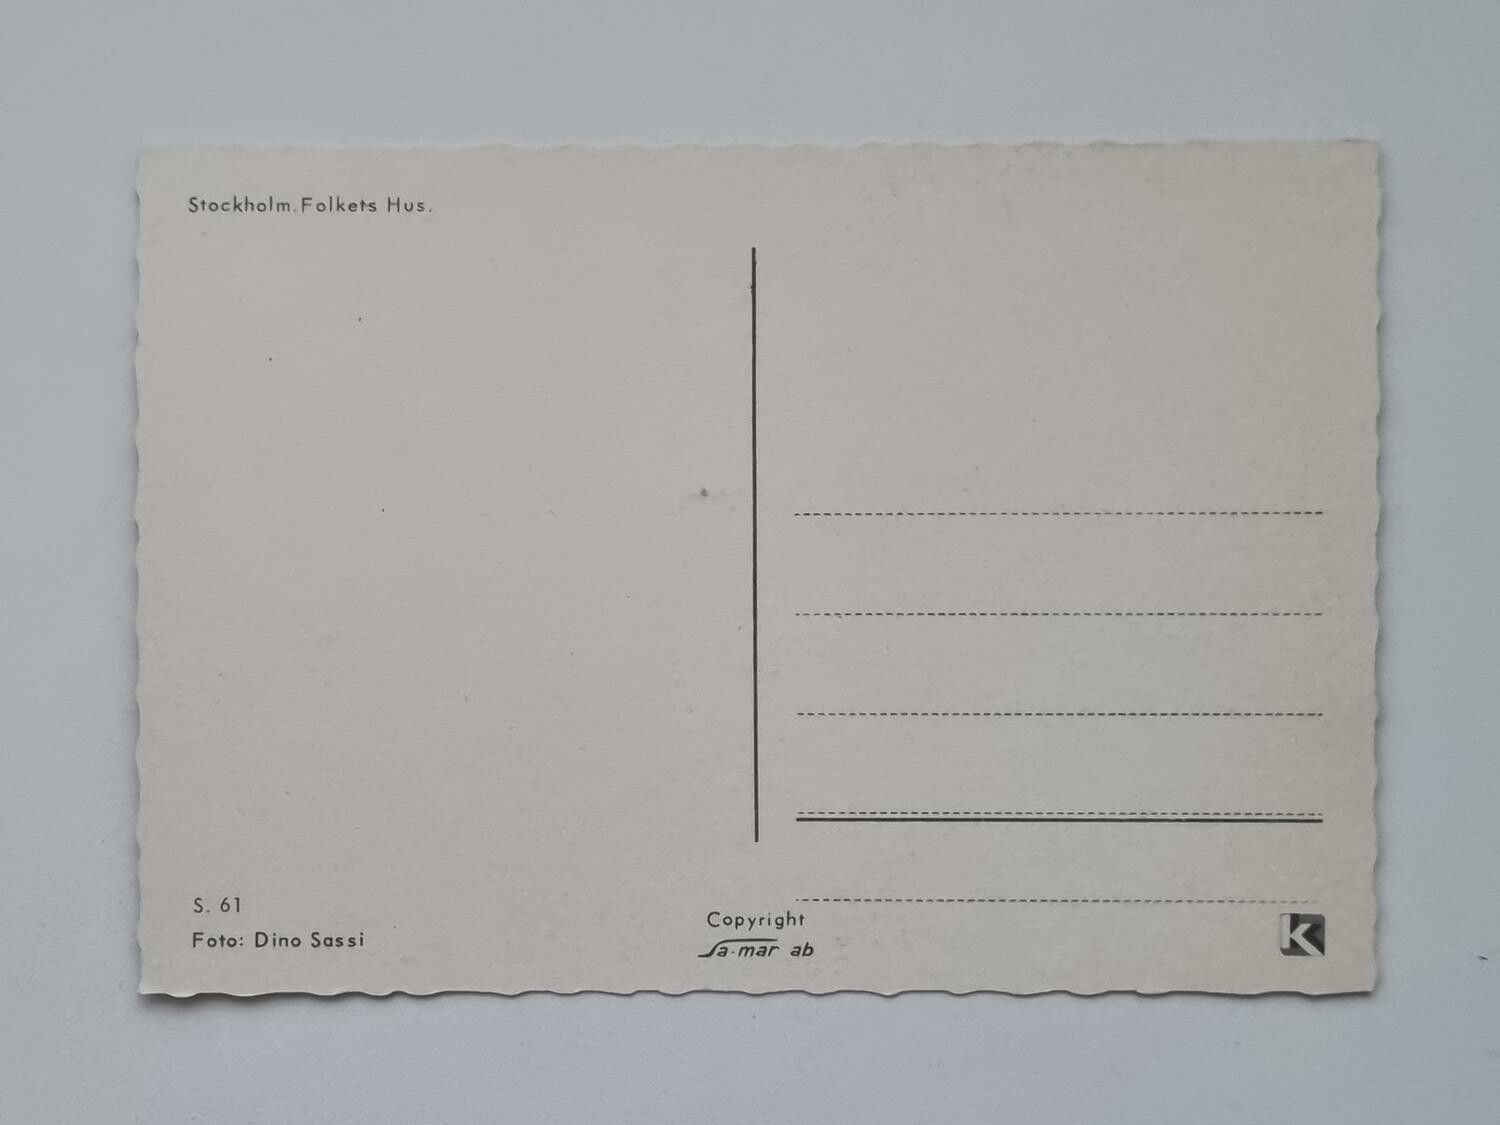 Stockholm. Folkets Hus.
S. 61
Foto: Dino Sassi
Copyright
Sa-mar ab
K